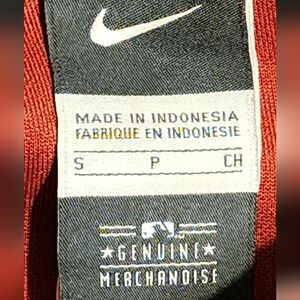 MADE IN INDONESIA
FABRIQUE EN INDONESIE
S P CH
★GENUINE★
MERCHANDISE